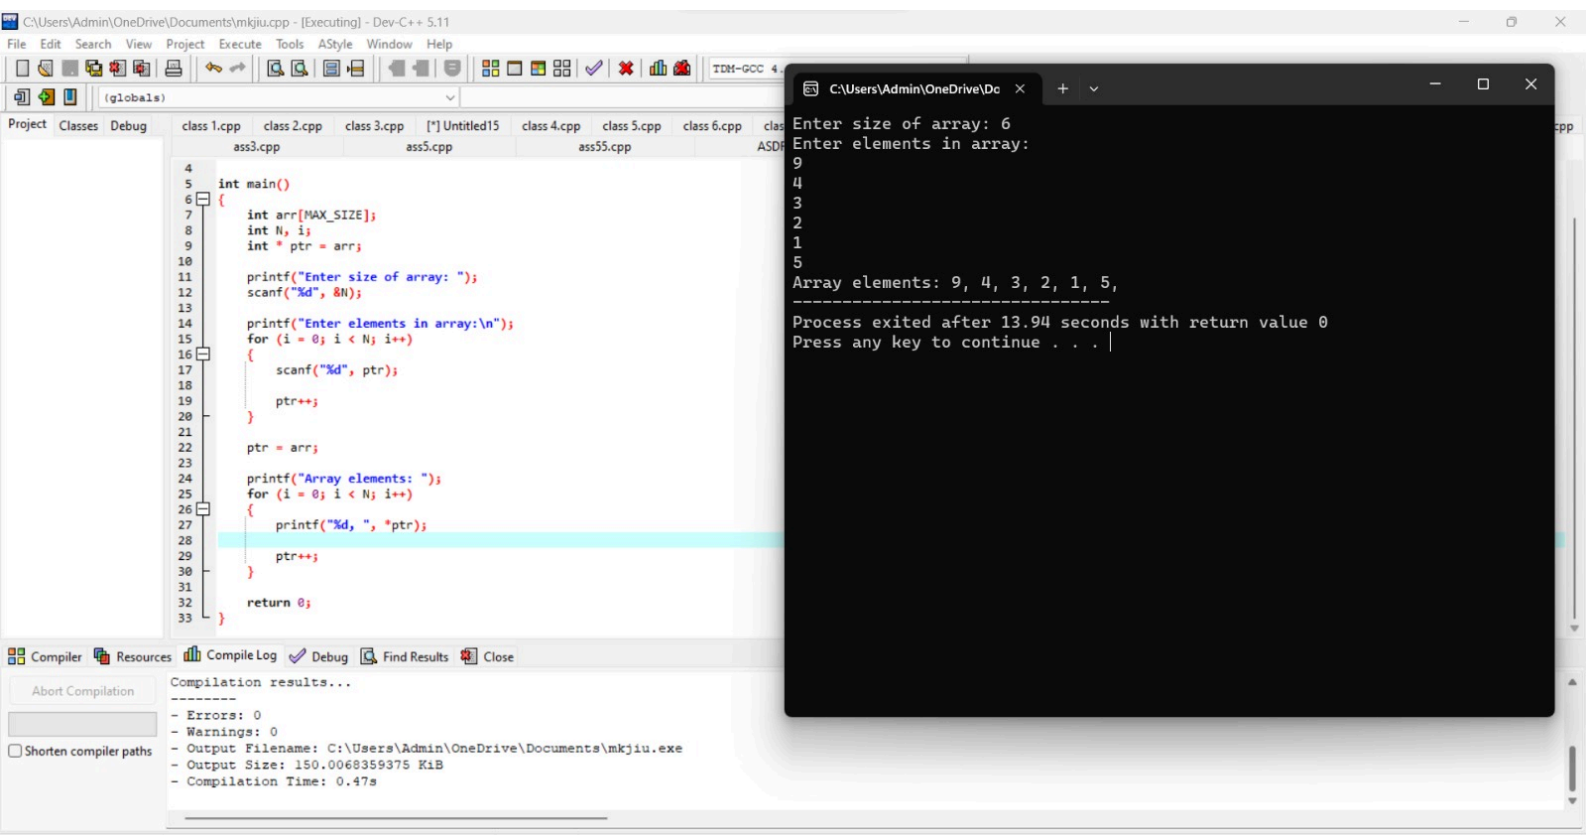 C:\Users\Admin\OneDrive\Documents\mkjiu.cpp - [Executing] - Dev-C++ 5.11
File Edit Search View Project Execute Tools AStyle Window Help
TDM-GCC 4.
(globals)
Project Classes Debug
class 1.cpp class 2.cpp class 3.cpp [*] Untitled15 class 4.cpp class 5.cpp class 6.cpp clas cpp
ass3.cpp ass5.cpp ass55.cpp ASDF
4
5 int main()
6 {
7 int arr[MAX_SIZE];
8 int N, i;
9 int * ptr = arr;
10
11 printf("Enter size of array: ");
12 scanf("%d", &N);
13
14 printf("Enter elements in array:\n");
15 for (i = 0; i < N; i++)
16 {
17 scanf("%d", ptr);
18
19 ptr++;
20 }
21
22 ptr = arr;
23
24 printf("Array elements: ");
25 for (i = 0; i < N; i++)
26 {
27 printf("%d, ", *ptr);
28
29 ptr++;
30 }
31
32 return 0;
33 }
C:\Users\Admin\OneDrive\Dc
Enter size of array: 6
Enter elements in array:
9
4
3
2
1
5
Array elements: 9, 4, 3, 2, 1, 5,
--------------------------------
Process exited after 13.94 seconds with return value 0
Press any key to continue . . .
Compiler Resources Compile Log Debug Find Results Close
Abort Compilation
Shorten compiler paths
Compilation results...
--------
- Errors: 0
- Warnings: 0
- Output Filename: C:\Users\Admin\OneDrive\Documents\mkjiu.exe
- Output Size: 150.0068359375 KiB
- Compilation Time: 0.47s